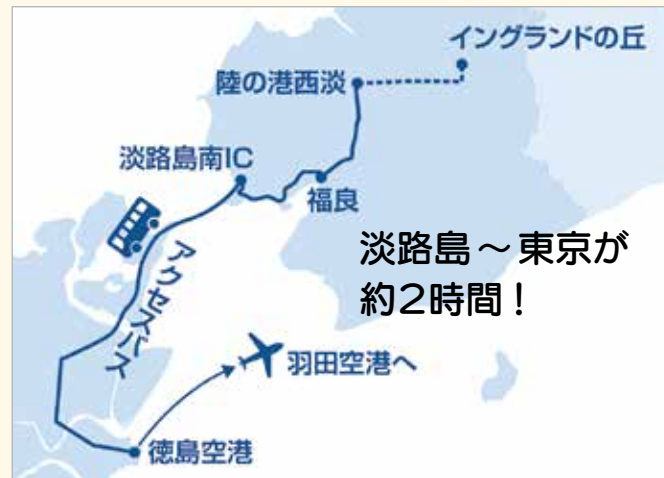 イングランドの丘
陸の港西淡
淡路島南IC
福良
アクセスバス
淡路島～東京が
約2時間！
羽田空港へ
徳島空港